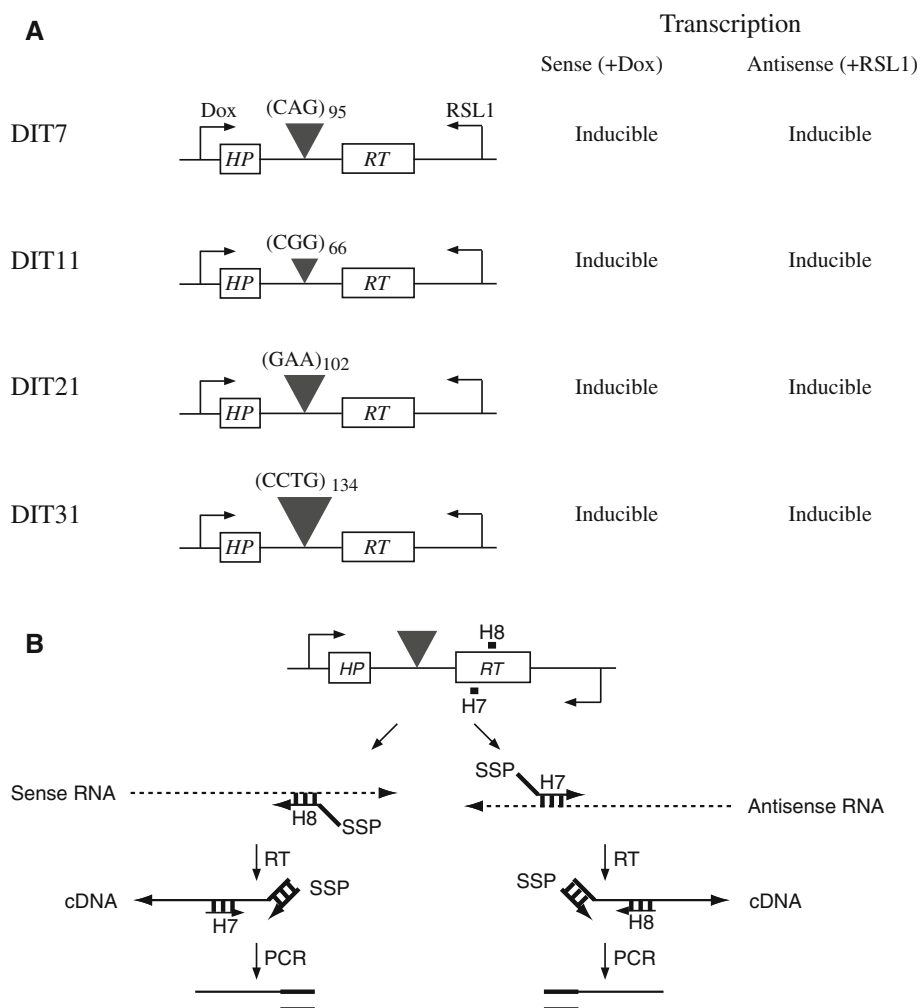 A
Transcription
Sense (+Dox) Antisense (+RSL1)
DIT7 Dox (CAG)95 RSL1 HP RT Inducible Inducible
DIT11 (CGG)66 HP RT Inducible Inducible
DIT21 (GAA)102 HP RT Inducible Inducible
DIT31 (CCTG)134 HP RT Inducible Inducible
B
H8
HP RT
H7
SSP H7
Sense RNA Antisense RNA
H8 SSP
RT RT
SSP SSP
cDNA cDNA
H7 H8
PCR PCR